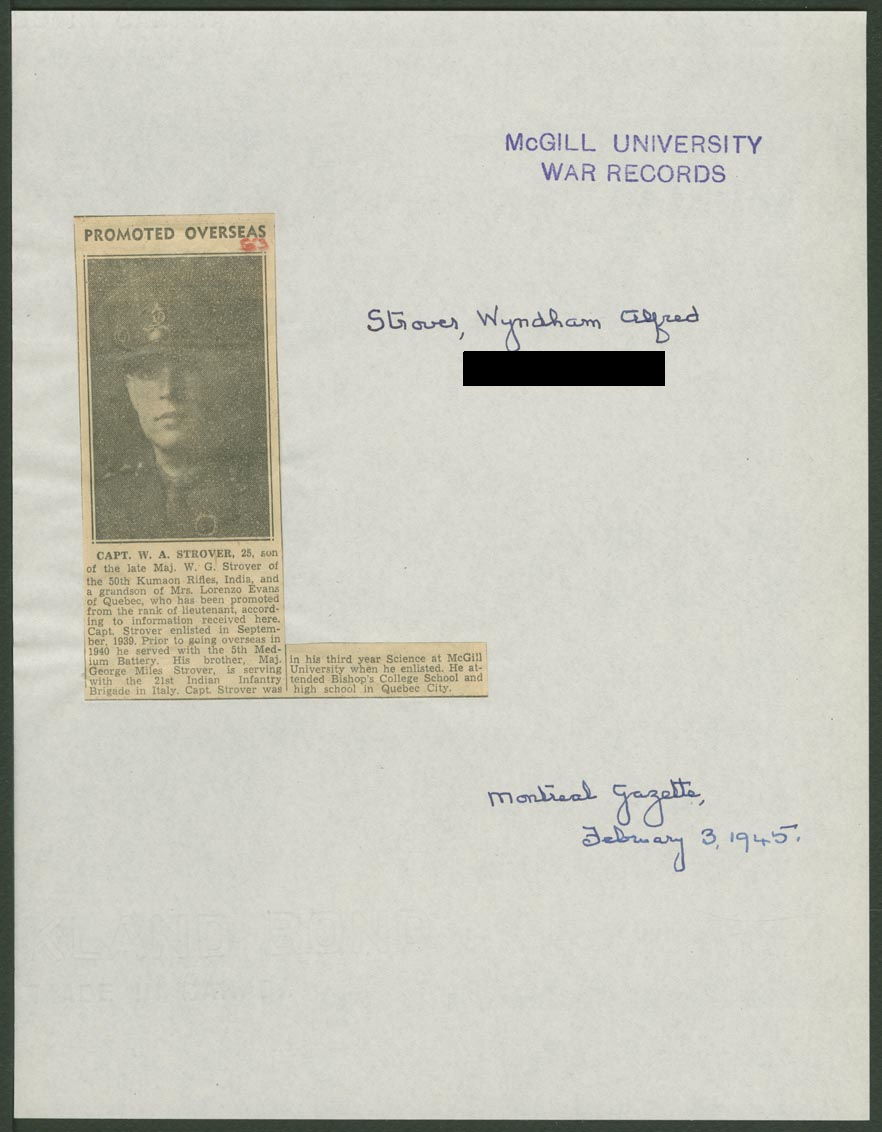 McGILL UNIVERSITY
WAR RECORDS
PROMOTED OVERSEAS
Strover, Wyndham Alfred
CAPT. W. A. STROVER, 25, son
of the late Maj. W. G. Strover of
the 50th Kumaon Rifles, India, and
a grandson of Mrs. Lorenzo Evans
of Quebec, who has been promoted
from the rank of lieutenant, accord-
ing to information received here.
Capt. Strover enlisted in Septem-
ber, 1939. Prior to going overseas in
1940 he served with the 5th Med-
ium Battery. His brother, Maj.
George Miles Strover, is serving
with the 21st Indian Infantry
Brigade in Italy. Capt. Strover was
in his third year Science at McGill
University when he enlisted. He at-
tended Bishop's College School and
high school in Quebec City.
Montreal Gazette,
February 3, 1945.
KLAND BOND